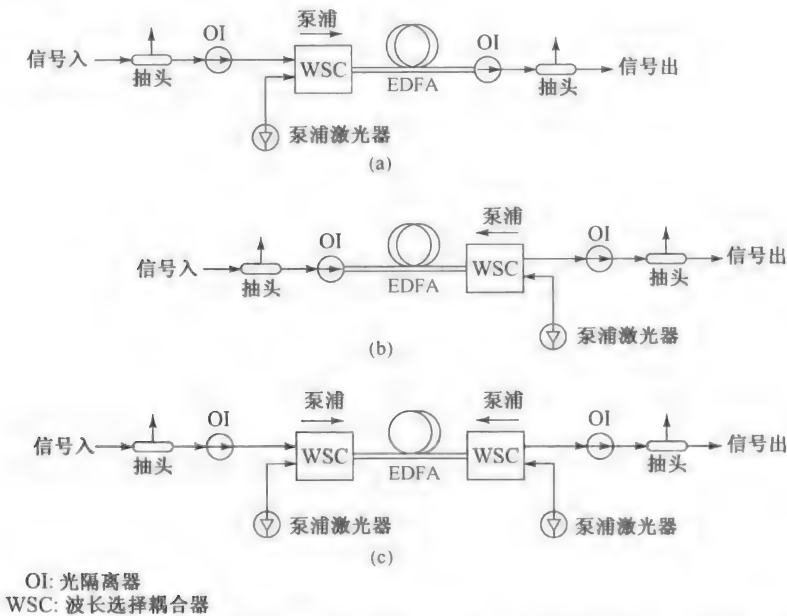 泵浦
OI
OI
信号入
WSC
信号出
抽头
EDFA
抽头
泵浦激光器
(a)
泵浦
OI
OI
信号入
WSC
信号出
抽头
EDFA
抽头
泵浦激光器
(b)
泵浦
泵浦
OI
OI
信号入
WSC
WSC
信号出
抽头
EDFA
抽头
泵浦激光器
泵浦激光器
(c)
OI: 光隔离器
WSC: 波长选择耦合器